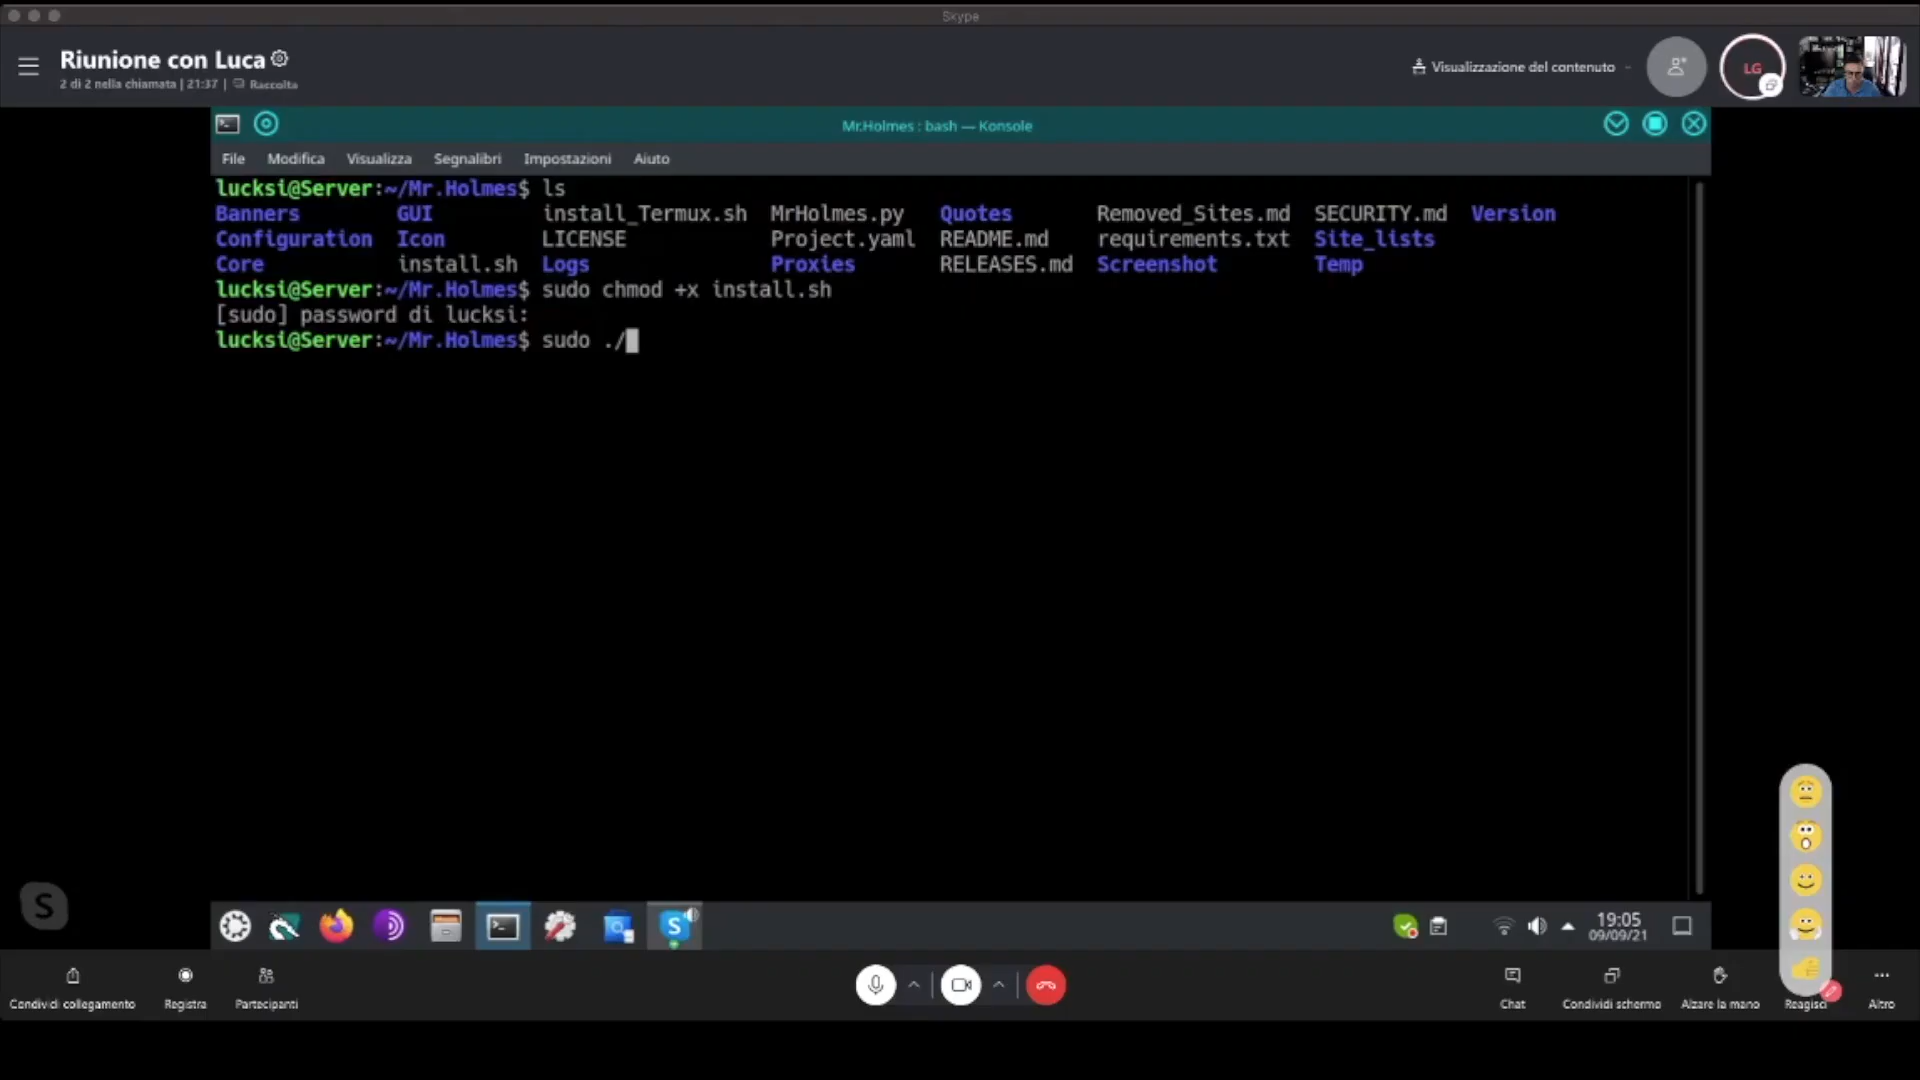 Skype
Riunione con Luca
2 di 2 nella chiamata | 21:37 | Raccolta
Visualizzazione del contenuto
LG
Mr.Holmes : bash — Konsole
File Modifica Visualizza Segnalibri Impostazioni Aiuto
lucksi@Server:~/Mr.Holmes$ ls
Banners GUI install_Termux.sh MrHolmes.py Quotes Removed_Sites.md SECURITY.md Version
Configuration Icon LICENSE Project.yaml README.md requirements.txt Site_lists
Core install.sh Logs Proxies RELEASES.md Screenshot Temp
lucksi@Server:~/Mr.Holmes$ sudo chmod +x install.sh
[sudo] password di lucksi:
lucksi@Server:~/Mr.Holmes$ sudo ./
S
S
19:05
09/09/21
Condividi collegamento Registra Partecipanti Chat Condividi schermo Alzare la mano Reagisci Altro